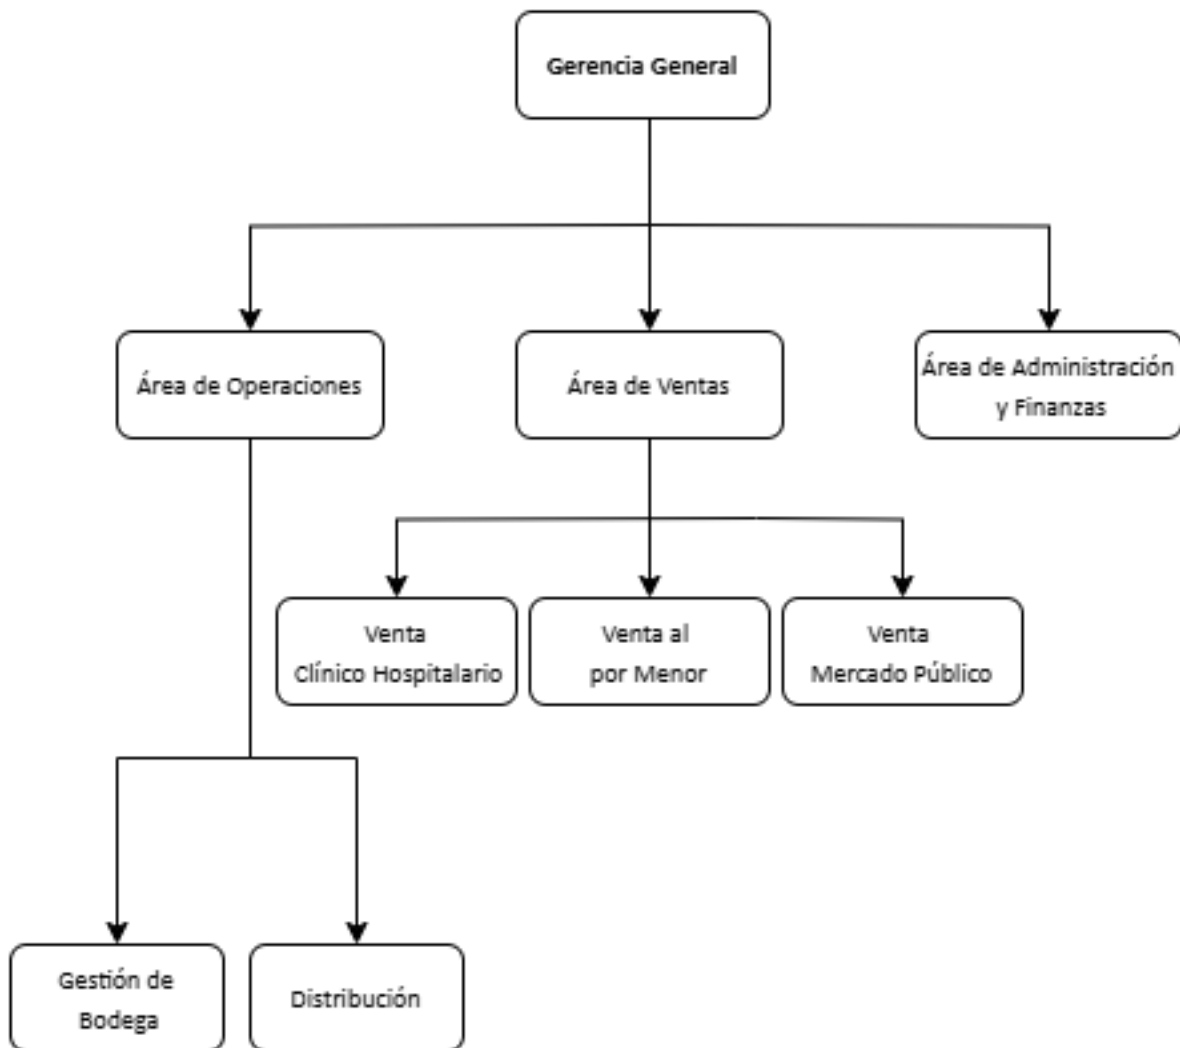 Gerencia General
Área de Operaciones
Área de Ventas
Área de Administración
y Finanzas
Venta
Clínico Hospitalario
Venta al
por Menor
Venta
Mercado Público
Gestión de
Bodega
Distribución